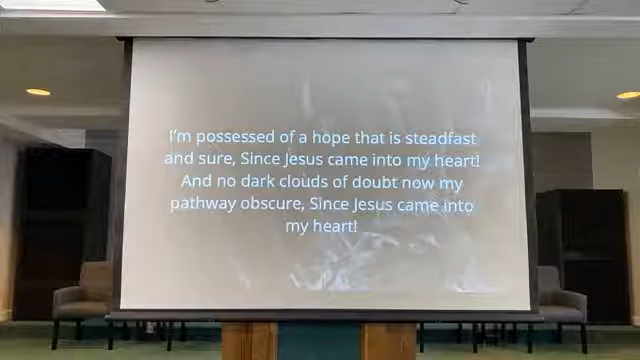 I'm possessed of a hope that is steadfast
and sure, Since Jesus came into my heart!
And no dark clouds of doubt now my
pathway obscure, Since Jesus came into
my heart!